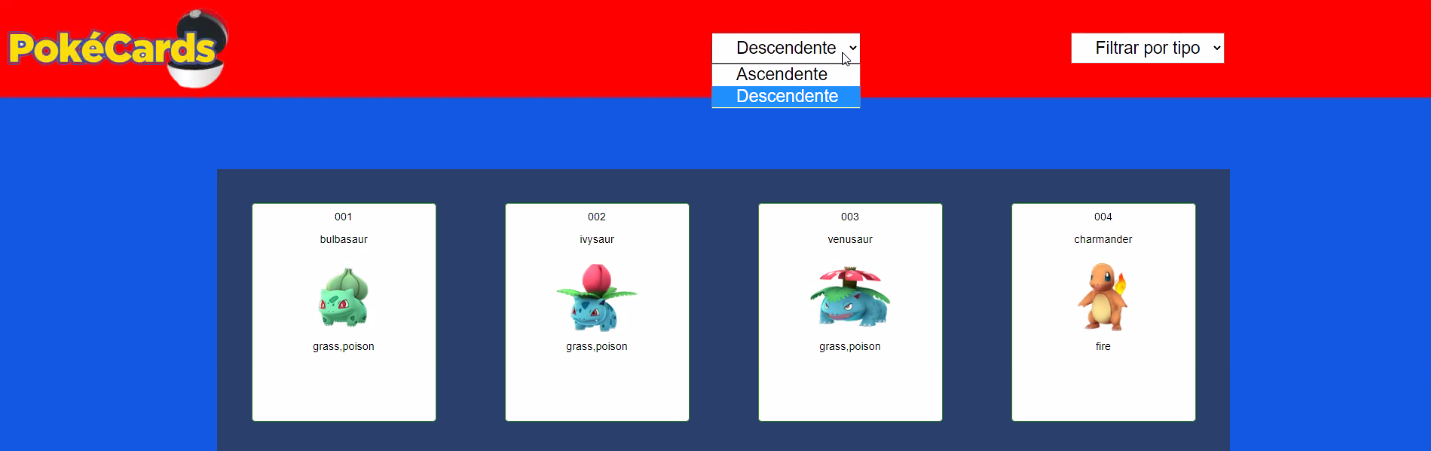 PokéCards
Descendente
Filtrar por tipo
Ascendente
Descendente
001
bulbasaur
grass,poison
002
ivysaur
grass,poison
003
venusaur
grass,poison
004
charmander
fire